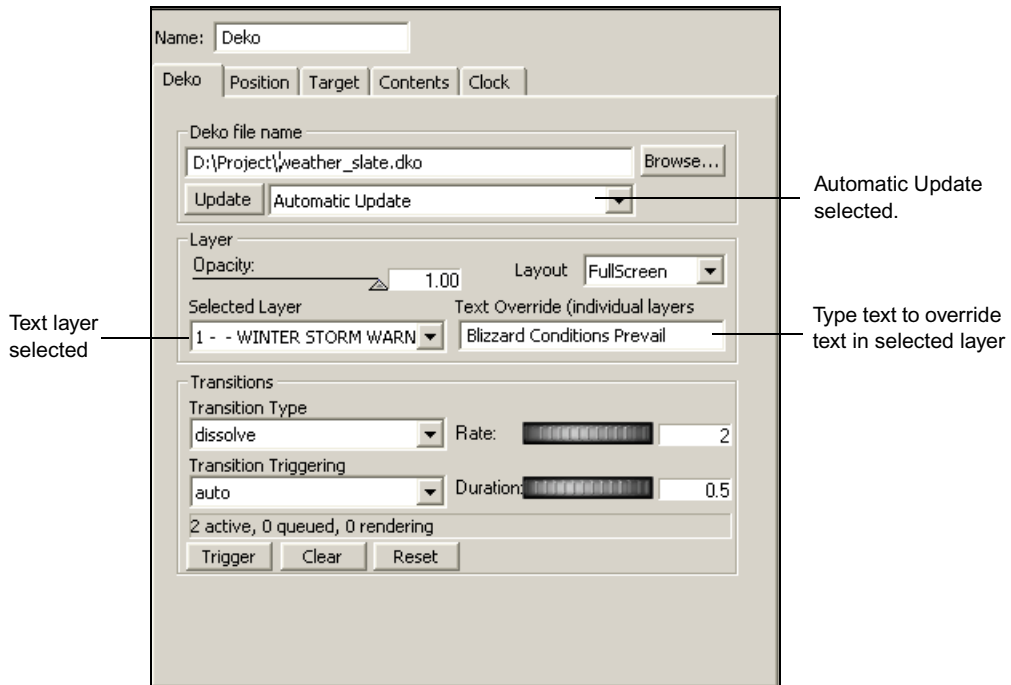 Name: Deko
Deko Position Target Contents Clock
Deko file name
D:\Project\weather_slate.dko Browse...
Update Automatic Update
Automatic Update
selected.
Layer
Opacity: 1.00 Layout FullScreen
Selected Layer Text Override (individual layers
1 - - WINTER STORM WARN Blizzard Conditions Prevail
Text layer
selected
Type text to override
text in selected layer
Transitions
Transition Type
dissolve Rate: 2
Transition Triggering
auto Duration: 0.5
2 active, 0 queued, 0 rendering
Trigger Clear Reset